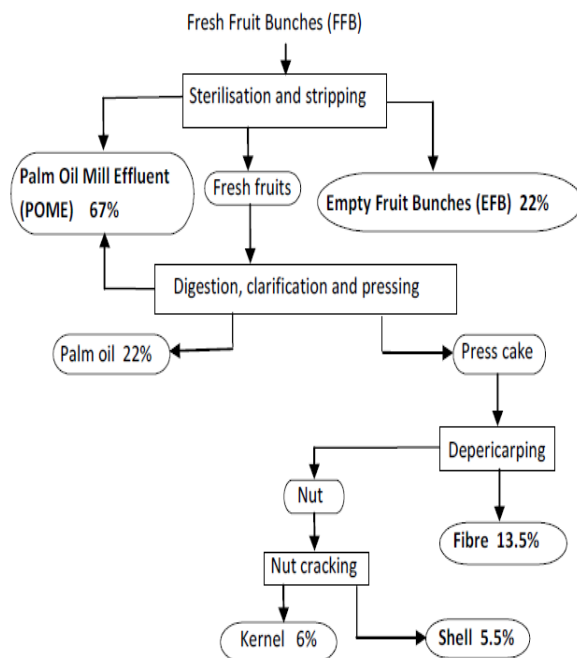 Fresh Fruit Bunches (FFB)
Sterilisation and stripping
Palm Oil Mill Effluent
(POME) 67%
Fresh fruits
Empty Fruit Bunches (EFB) 22%
Digestion, clarification and pressing
Palm oil 22%
Press cake
Depericarping
Nut
Fibre 13.5%
Nut cracking
Kernel 6%
Shell 5.5%